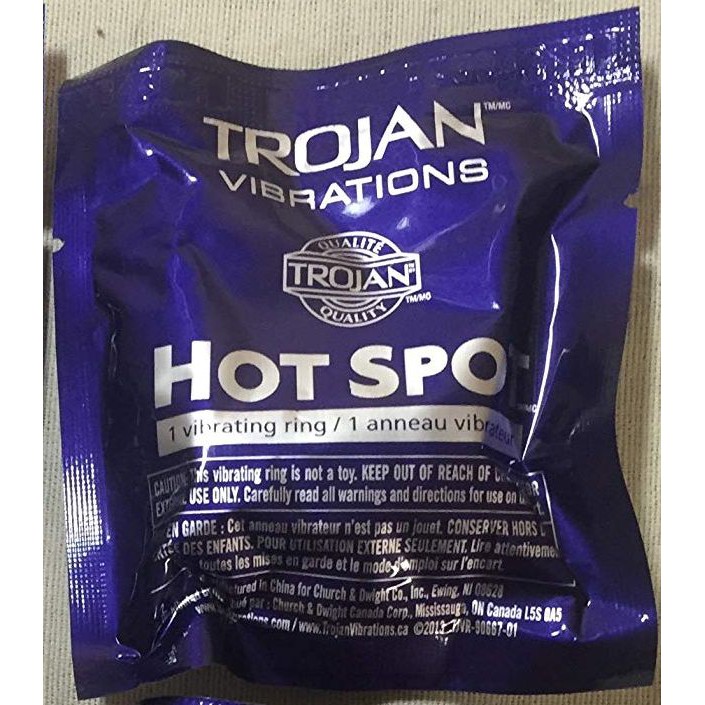 TROJAN TM/MC
VIBRATIONS
QUALITÉ
TROJAN
TM/MC
QUALITY
HOT SPOT
1 vibrating ring / 1 anneau
vibrating ring is not a toy. KEEP OUT OF REACH OF
USE ONLY. Carefully read all warnings and directions for use on
EN GARDE : Cet anneau vibrateur n'est pas un jouet. CONSERVER HORS
DES ENFANTS. POUR UTILISATION EXTERNE SEULEMENT. Lire
toutes les mises en garde et le mode d'emploi sur l'encart.
in China for Church & Dwight Co., Inc., Ewing, NJ 08628
par : Church & Dwight Canada Corp., Mississauga, ON Canada L5S 0A5
/ www.TrojanVibrations.ca